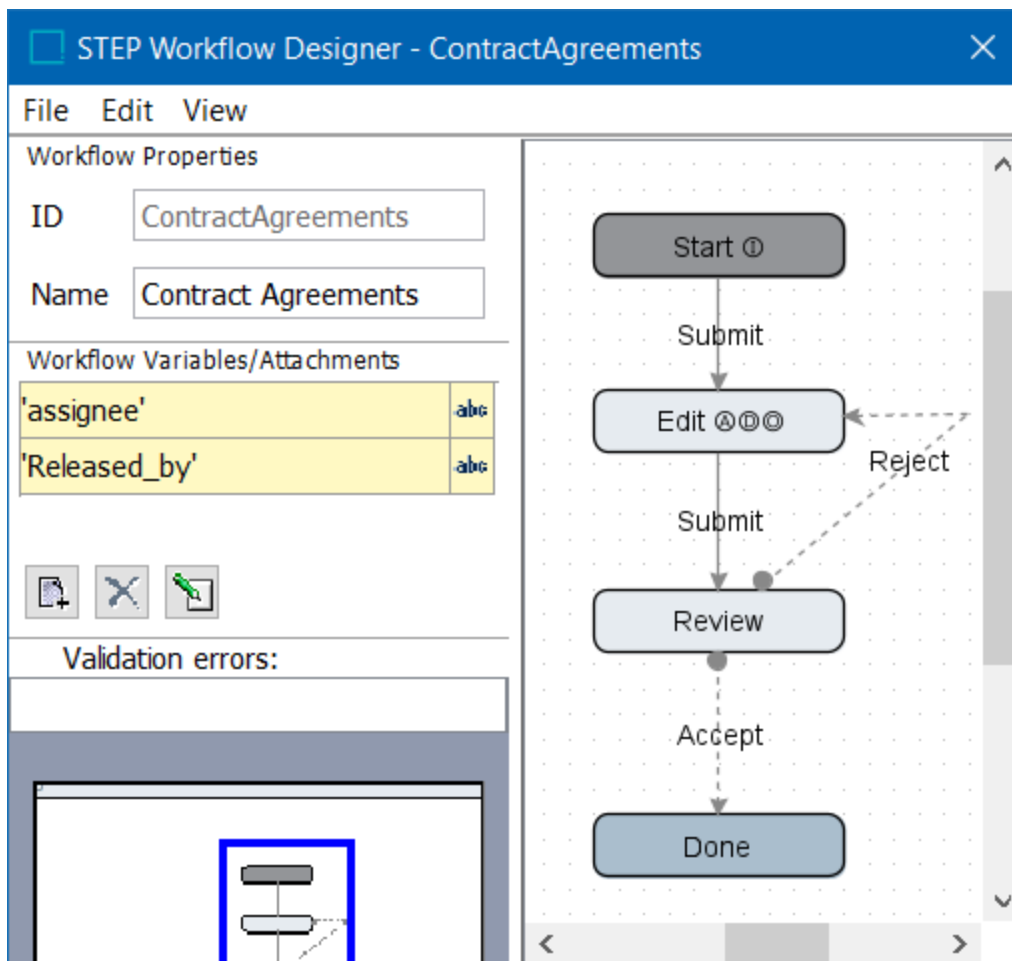 STEP Workflow Designer - ContractAgreements
File Edit View
Workflow Properties
ID ContractAgreements
Name Contract Agreements
Workflow Variables/Attachments
'assignee' abc
'Released_by' abc
Validation errors:
Start Ⓘ
Submit
Edit ⒶⒹⓄ
Reject
Submit
Review
Accept
Done